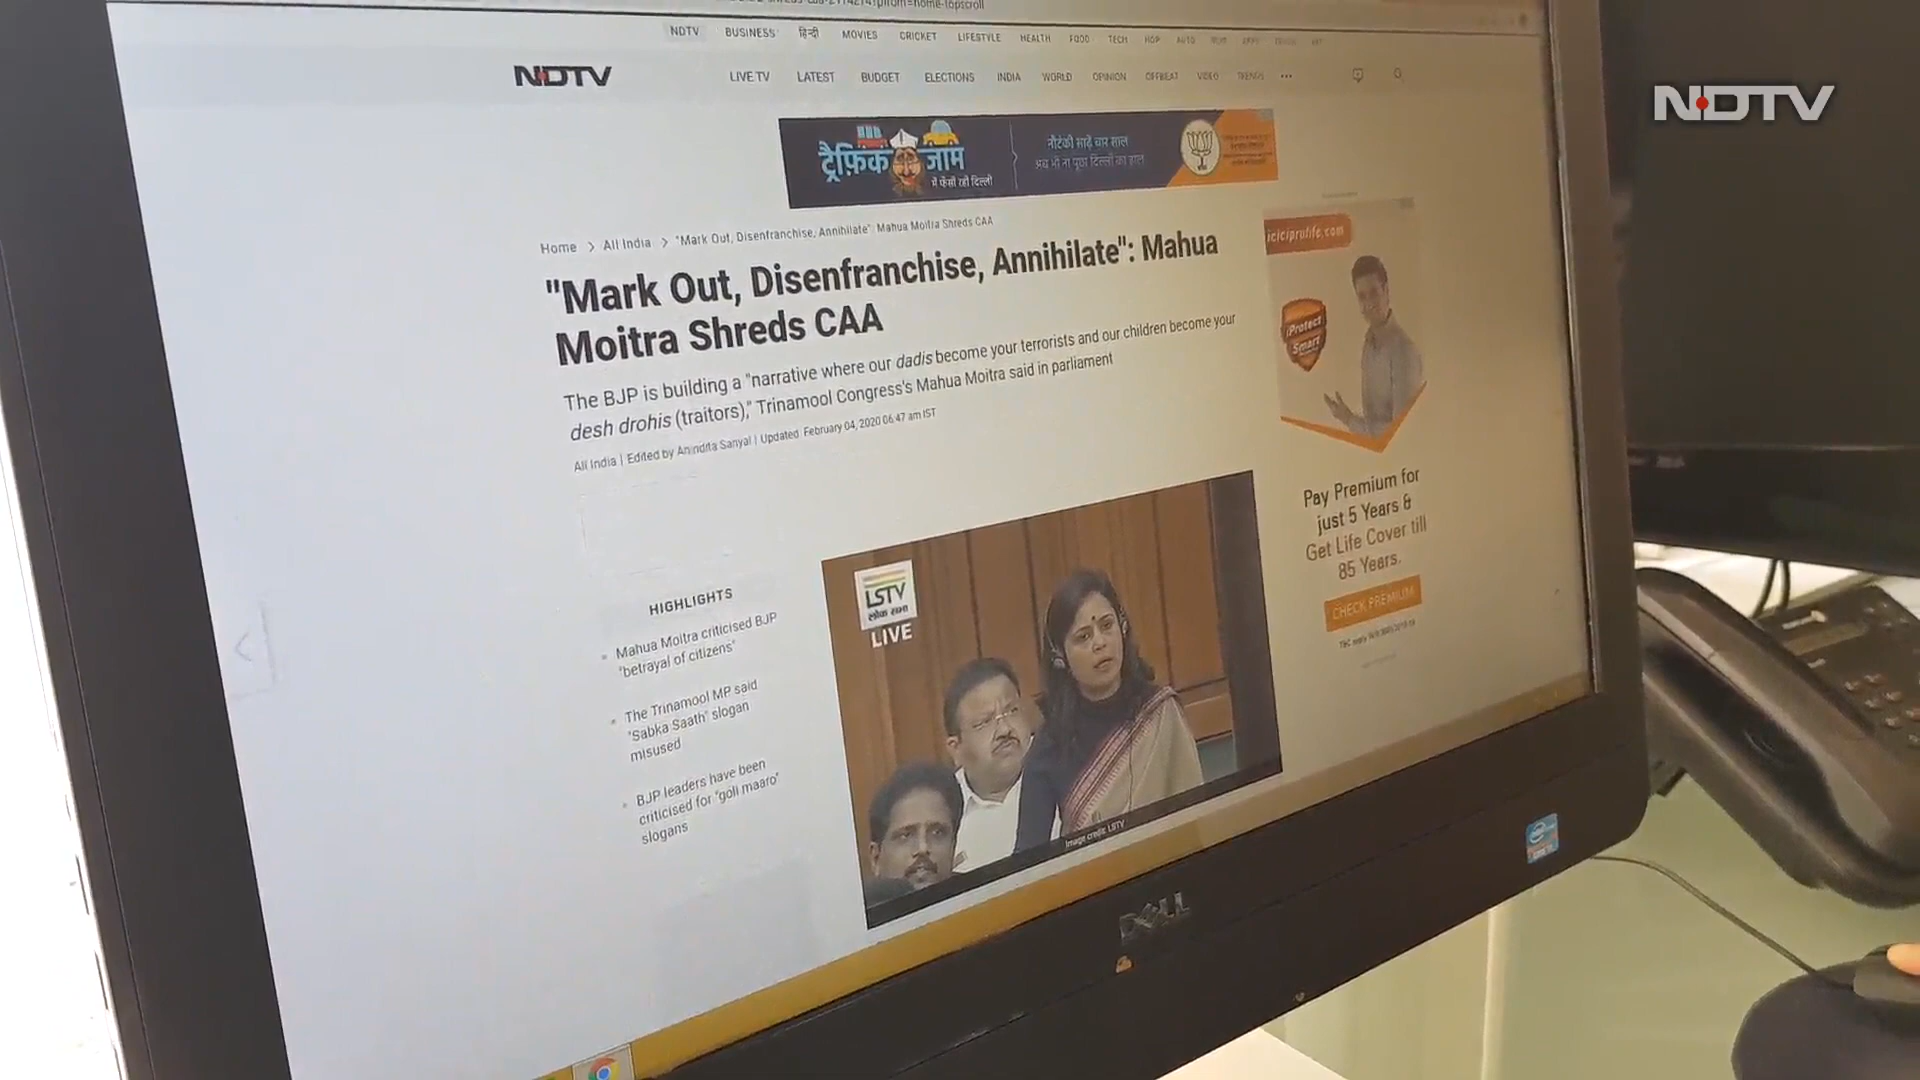 NDTV BUSINESS हिन्दी MOVIES CRICKET LIFESTYLE HEALTH FOOD TECH
NDTV
LIVE TV LATEST BUDGET ELECTIONS INDIA WORLD OPINION OFFBEAT VIDEO TRENDS
NDTV
ट्रैफ़िक जाम
में फँसी रही दिल्ली
नौटंकी साढ़े चार साल
अब भी ना पूछा दिल्ली का हाल
Home > All India > "Mark Out, Disenfranchise, Annihilate": Mahua Moitra Shreds CAA
"Mark Out, Disenfranchise, Annihilate": Mahua
Moitra Shreds CAA
The BJP is building a "narrative where our dadis become your terrorists and our children become your
desh drohis (traitors)," Trinamool Congress's Mahua Moitra said in parliament
All India | Edited by Anindita Sanyal | Updated: February 04, 2020 06:47 am IST
iciciprulife.com
iProtect
Smart
Pay Premium for
just 5 Years &
Get Life Cover till
85 Years.
CHECK PREMIUM
HIGHLIGHTS
Mahua Moitra criticised BJP
"betrayal of citizens"
The Trinamool MP said
"Sabka Saath" slogan
misused
BJP leaders have been
criticised for "goli maaro"
slogans
LSTV
लोक सभा
LIVE
Image credit: LSTV
DELL